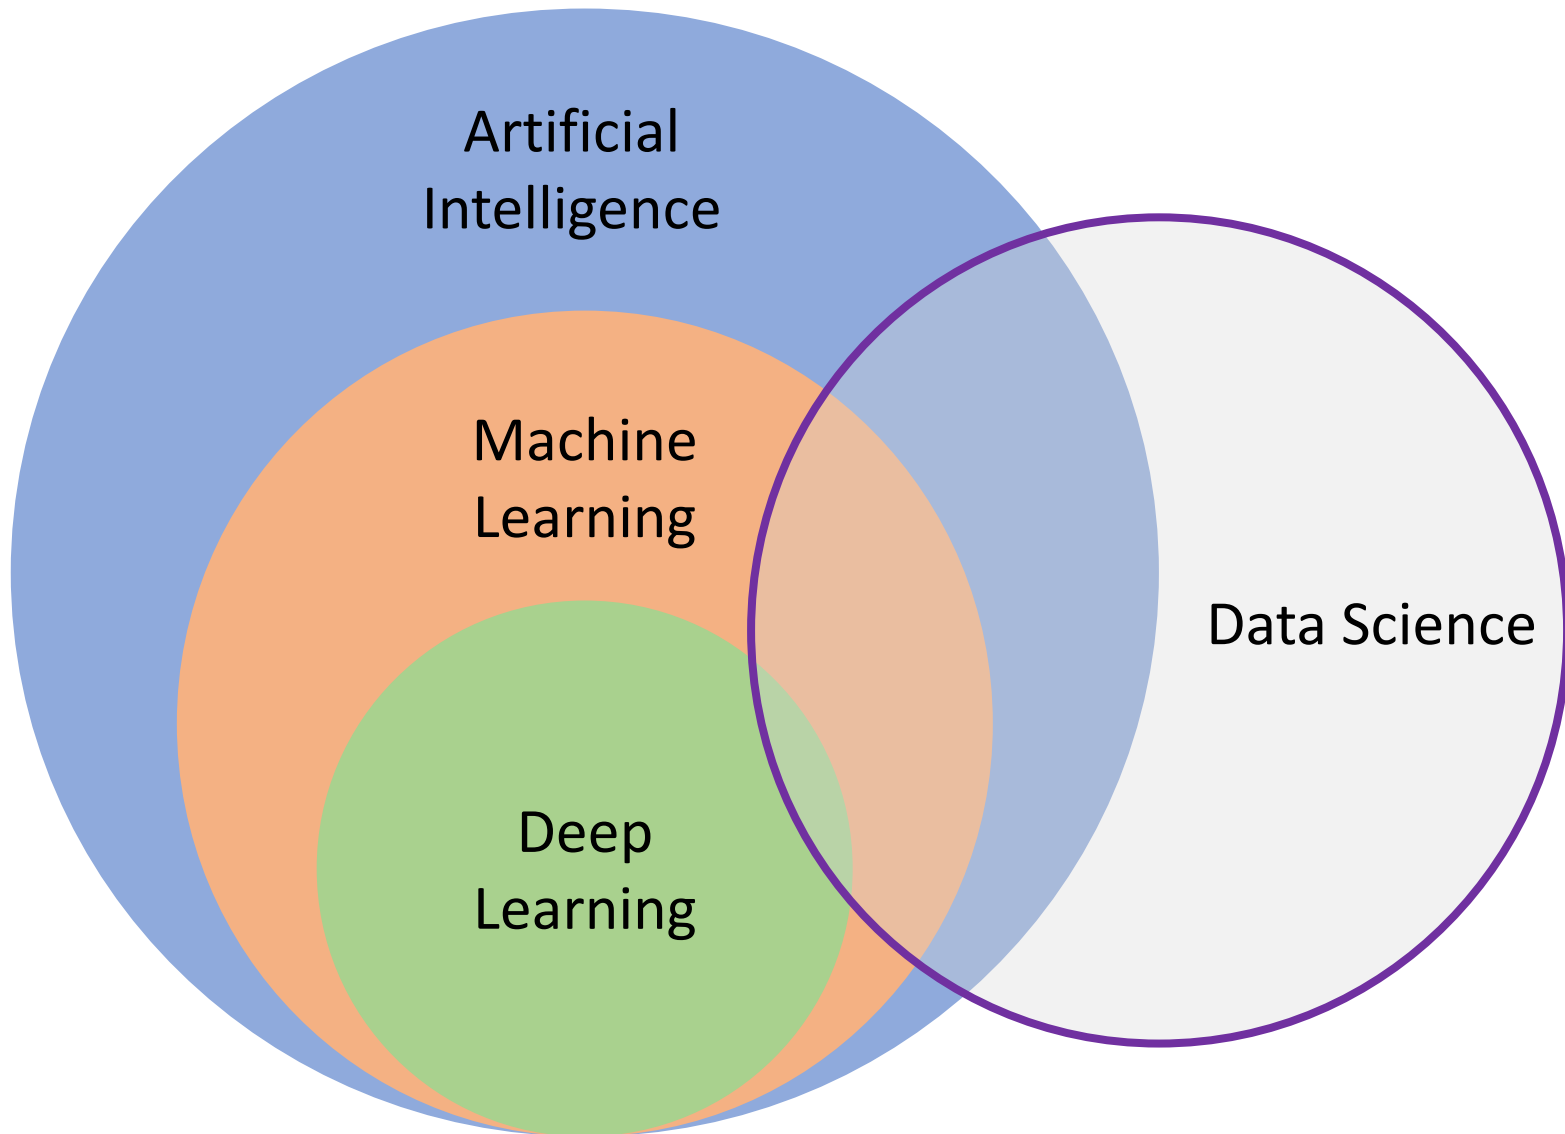 Artificial
Intelligence
Machine
Learning
Data Science
Deep
Learning